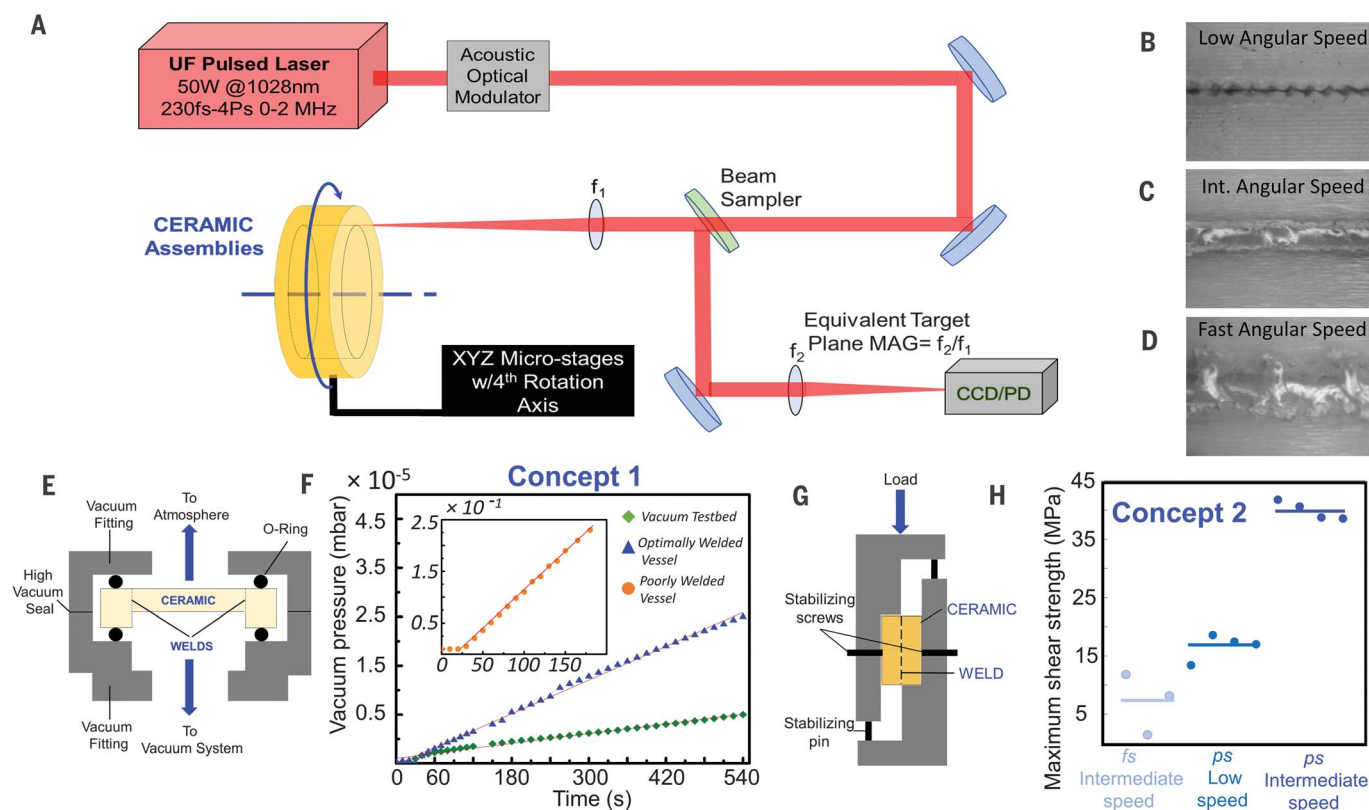 A
UF Pulsed Laser
50W @1028nm
230fs-4Ps 0-2 MHz
Acoustic
Optical
Modulator
CERAMIC
Assemblies
f1
Beam
Sampler
XYZ Micro-stages
w/4th Rotation
Axis
Equivalent Target
Plane MAG= f2/f1
f2
CCD/PD
B
Low Angular Speed
C
Int. Angular Speed
D
Fast Angular Speed
E
Vacuum
Fitting
To
Atmosphere
O-Ring
High
Vacuum
Seal
CERAMIC
WELDS
Vacuum
Fitting
To
Vacuum System
F
× 10-5
Concept 1
Vacuum pressure (mbar)
4.5
3.5
2.5
1.5
0.5
× 10-1
2.5
1.5
0.5
0
50
100
150
Vacuum Testbed
Optimally Welded
Vessel
Poorly Welded
Vessel
0
60
180
300
420
540
Time (s)
G
Load
Stabilizing
screws
CERAMIC
WELD
Stabilizing
pin
H
Concept 2
Maximum shear strength (MPa)
45
35
25
15
5
fs
Intermediate
speed
ps
Low
speed
ps
Intermediate
speed